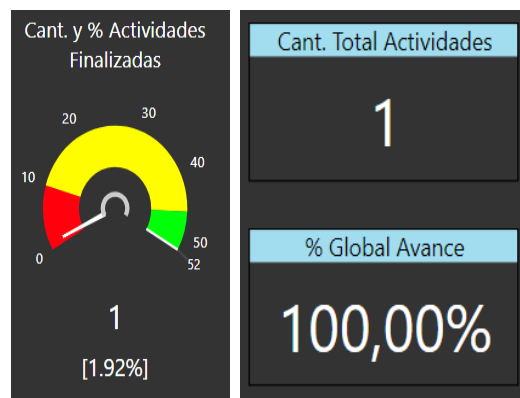 Cant. y % Actividades
Finalizadas
20
30
10
40
0
50
52
1
[1.92%]
Cant. Total Actividades
1
% Global Avance
100,00%